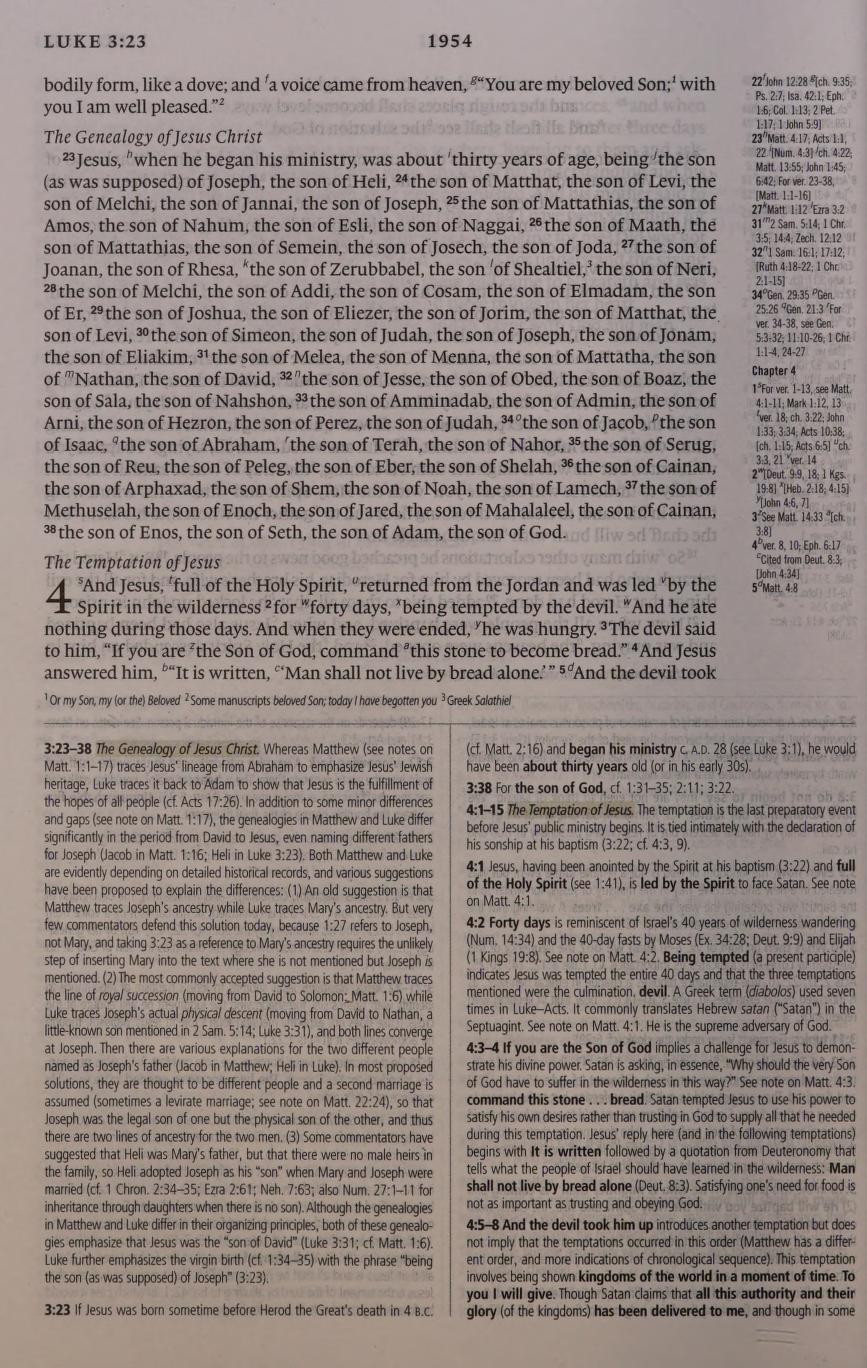 LUKE 3:23
1954
bodily form, like a dove; and fa voice came from heaven, g“You are my beloved Son;1 with
you I am well pleased.”2
The Genealogy of Jesus Christ
23 Jesus, hwhen he began his ministry, was about ithirty years of age, being jthe son
(as was supposed) of Joseph, the son of Heli, 24 the son of Matthat, the son of Levi, the
son of Melchi, the son of Jannai, the son of Joseph, 25 the son of Mattathias, the son of
Amos, the son of Nahum, the son of Esli, the son of Naggai, 26 the son of Maath, the
son of Mattathias, the son of Semein, the son of Josech, the son of Joda, 27 the son of
Joanan, the son of Rhesa, kthe son of Zerubbabel, the son lof Shealtiel,3 the son of Neri,
28 the son of Melchi, the son of Addi, the son of Cosam, the son of Elmadam, the son
of Er, 29 the son of Joshua, the son of Eliezer, the son of Jorim, the son of Matthat, the
son of Levi, 30 the son of Simeon, the son of Judah, the son of Joseph, the son of Jonam,
the son of Eliakim, 31 the son of Melea, the son of Menna, the son of Mattatha, the son
of mNathan, the son of David, 32 nthe son of Jesse, the son of Obed, the son of Boaz, the
son of Sala, the son of Nahshon, 33 the son of Amminadab, the son of Admin, the son of
Arni, the son of Hezron, the son of Perez, the son of Judah, 34 othe son of Jacob, pthe son
of Isaac, qthe son of Abraham, rthe son of Terah, the son of Nahor, 35 the son of Serug,
the son of Reu, the son of Peleg, the son of Eber, the son of Shelah, 36 the son of Cainan,
the son of Arphaxad, the son of Shem, the son of Noah, the son of Lamech, 37 the son of
Methuselah, the son of Enoch, the son of Jared, the son of Mahalaleel, the son of Cainan,
38 the son of Enos, the son of Seth, the son of Adam, the son of God.
The Temptation of Jesus
4 sAnd Jesus, tfull of the Holy Spirit, ureturned from the Jordan and was led vby the
Spirit in the wilderness 2 for wforty days, xbeing tempted by the devil. wAnd he ate
nothing during those days. And when they were ended, yhe was hungry. 3 The devil said
to him, “If you are zthe Son of God, command athis stone to become bread.” 4 And Jesus
answered him, b“It is written, c‘Man shall not live by bread alone.’” 5 dAnd the devil took
1 Or my Son, my (or the) Beloved 2 Some manuscripts beloved Son; today I have begotten you 3 Greek Salathiel
22 fJohn 12:28 g[ch. 9:35;
Ps. 2:7; Isa. 42:1; Eph.
1:6; Col. 1:13; 2 Pet.
1:17; 1 John 5:9]
23 hMatt. 4:17; Acts 1:1,
22 i[Num. 4:3] jch. 4:22;
Matt. 13:55; John 1:45;
6:42; For ver. 23-38,
[Matt. 1:1-16]
27 kMatt. 1:12 lEzra 3:2
31 m2 Sam. 5:14; 1 Chr.
3:5; 14:4; Zech. 12:12
32 n1 Sam. 16:1; 17:12;
[Ruth 4:18-22; 1 Chr.
2:1-15]
34 oGen. 29:35 pGen.
25:26 qGen. 21:3 rFor
ver. 34-38, see Gen.
5:3-32; 11:10-26; 1 Chr.
1:1-4, 24-27
Chapter 4
1 sFor ver. 1-13, see Matt.
4:1-11; Mark 1:12, 13
tver. 18; ch. 3:22; John
1:33; 3:34; Acts 10:38;
[ch. 1:15; Acts 6:5] uch.
3:3, 21 vver. 14
2 w[Deut. 9:9, 18; 1 Kgs.
19:8] x[Heb. 2:18; 4:15]
y[John 4:6, 7]
3 zSee Matt. 14:33 a[ch.
3:8]
4 bver. 8, 10; Eph. 6:17
cCited from Deut. 8:3;
[John 4:34]
5 dMatt. 4:8
3:23–38 The Genealogy of Jesus Christ. Whereas Matthew (see notes on
Matt. 1:1–17) traces Jesus' lineage from Abraham to emphasize Jesus' Jewish
heritage, Luke traces it back to Adam to show that Jesus is the fulfillment of
the hopes of all people (cf. Acts 17:26). In addition to some minor differences
and gaps (see note on Matt. 1:17), the genealogies in Matthew and Luke differ
significantly in the period from David to Jesus, even naming different fathers
for Joseph (Jacob in Matt. 1:16; Heli in Luke 3:23). Both Matthew and Luke
are evidently depending on detailed historical records, and various suggestions
have been proposed to explain the differences: (1) An old suggestion is that
Matthew traces Joseph's ancestry while Luke traces Mary's ancestry. But very
few commentators defend this solution today, because 1:27 refers to Joseph,
not Mary, and taking 3:23 as a reference to Mary's ancestry requires the unlikely
step of inserting Mary into the text where she is not mentioned but Joseph is
mentioned. (2) The most commonly accepted suggestion is that Matthew traces
the line of royal succession (moving from David to Solomon; Matt. 1:6) while
Luke traces Joseph's actual physical descent (moving from David to Nathan, a
little-known son mentioned in 2 Sam. 5:14; Luke 3:31), and both lines converge
at Joseph. Then there are various explanations for the two different people
named as Joseph's father (Jacob in Matthew; Heli in Luke). In most proposed
solutions, they are thought to be different people and a second marriage is
assumed (sometimes a levirate marriage; see note on Matt. 22:24), so that
Joseph was the legal son of one but the physical son of the other, and thus
there are two lines of ancestry for the two men. (3) Some commentators have
suggested that Heli was Mary's father, but that there were no male heirs in
the family, so Heli adopted Joseph as his “son” when Mary and Joseph were
married (cf. 1 Chron. 2:34–35; Ezra 2:61; Neh. 7:63; also Num. 27:1–11 for
inheritance through daughters when there is no son). Although the genealogies
in Matthew and Luke differ in their organizing principles, both of these genealo-
gies emphasize that Jesus was the “son of David” (Luke 3:31; cf. Matt. 1:6).
Luke further emphasizes the virgin birth (cf. 1:34–35) with the phrase “being
the son (as was supposed) of Joseph” (3:23).
3:23 If Jesus was born sometime before Herod the Great's death in 4 B.C.
(cf. Matt. 2:16) and began his ministry c. A.D. 28 (see Luke 3:1), he would
have been about thirty years old (or in his early 30s).
3:38 For the son of God, cf. 1:31–35; 2:11; 3:22.
4:1–15 The Temptation of Jesus. The temptation is the last preparatory event
before Jesus' public ministry begins. It is tied intimately with the declaration of
his sonship at his baptism (3:22; cf. 4:3, 9).
4:1 Jesus, having been anointed by the Spirit at his baptism (3:22) and full
of the Holy Spirit (see 1:41), is led by the Spirit to face Satan. See note
on Matt. 4:1.
4:2 Forty days is reminiscent of Israel's 40 years of wilderness wandering
(Num. 14:34) and the 40-day fasts by Moses (Ex. 34:28; Deut. 9:9) and Elijah
(1 Kings 19:8). See note on Matt. 4:2. Being tempted (a present participle)
indicates Jesus was tempted the entire 40 days and that the three temptations
mentioned were the culmination. devil. A Greek term (diabolos) used seven
times in Luke–Acts. It commonly translates Hebrew satan (“Satan”) in the
Septuagint. See note on Matt. 4:1. He is the supreme adversary of God.
4:3–4 If you are the Son of God implies a challenge for Jesus to demon-
strate his divine power. Satan is asking, in essence, “Why should the very Son
of God have to suffer in the wilderness in this way?” See note on Matt. 4:3.
command this stone . . . bread. Satan tempted Jesus to use his power to
satisfy his own desires rather than trusting in God to supply all that he needed
during this temptation. Jesus' reply here (and in the following temptations)
begins with It is written followed by a quotation from Deuteronomy that
tells what the people of Israel should have learned in the wilderness: Man
shall not live by bread alone (Deut. 8:3). Satisfying one's need for food is
not as important as trusting and obeying God.
4:5–8 And the devil took him up introduces another temptation but does
not imply that the temptations occurred in this order (Matthew has a differ-
ent order, and more indications of chronological sequence). This temptation
involves being shown kingdoms of the world in a moment of time. To
you I will give. Though Satan claims that all this authority and their
glory (of the kingdoms) has been delivered to me, and though in some